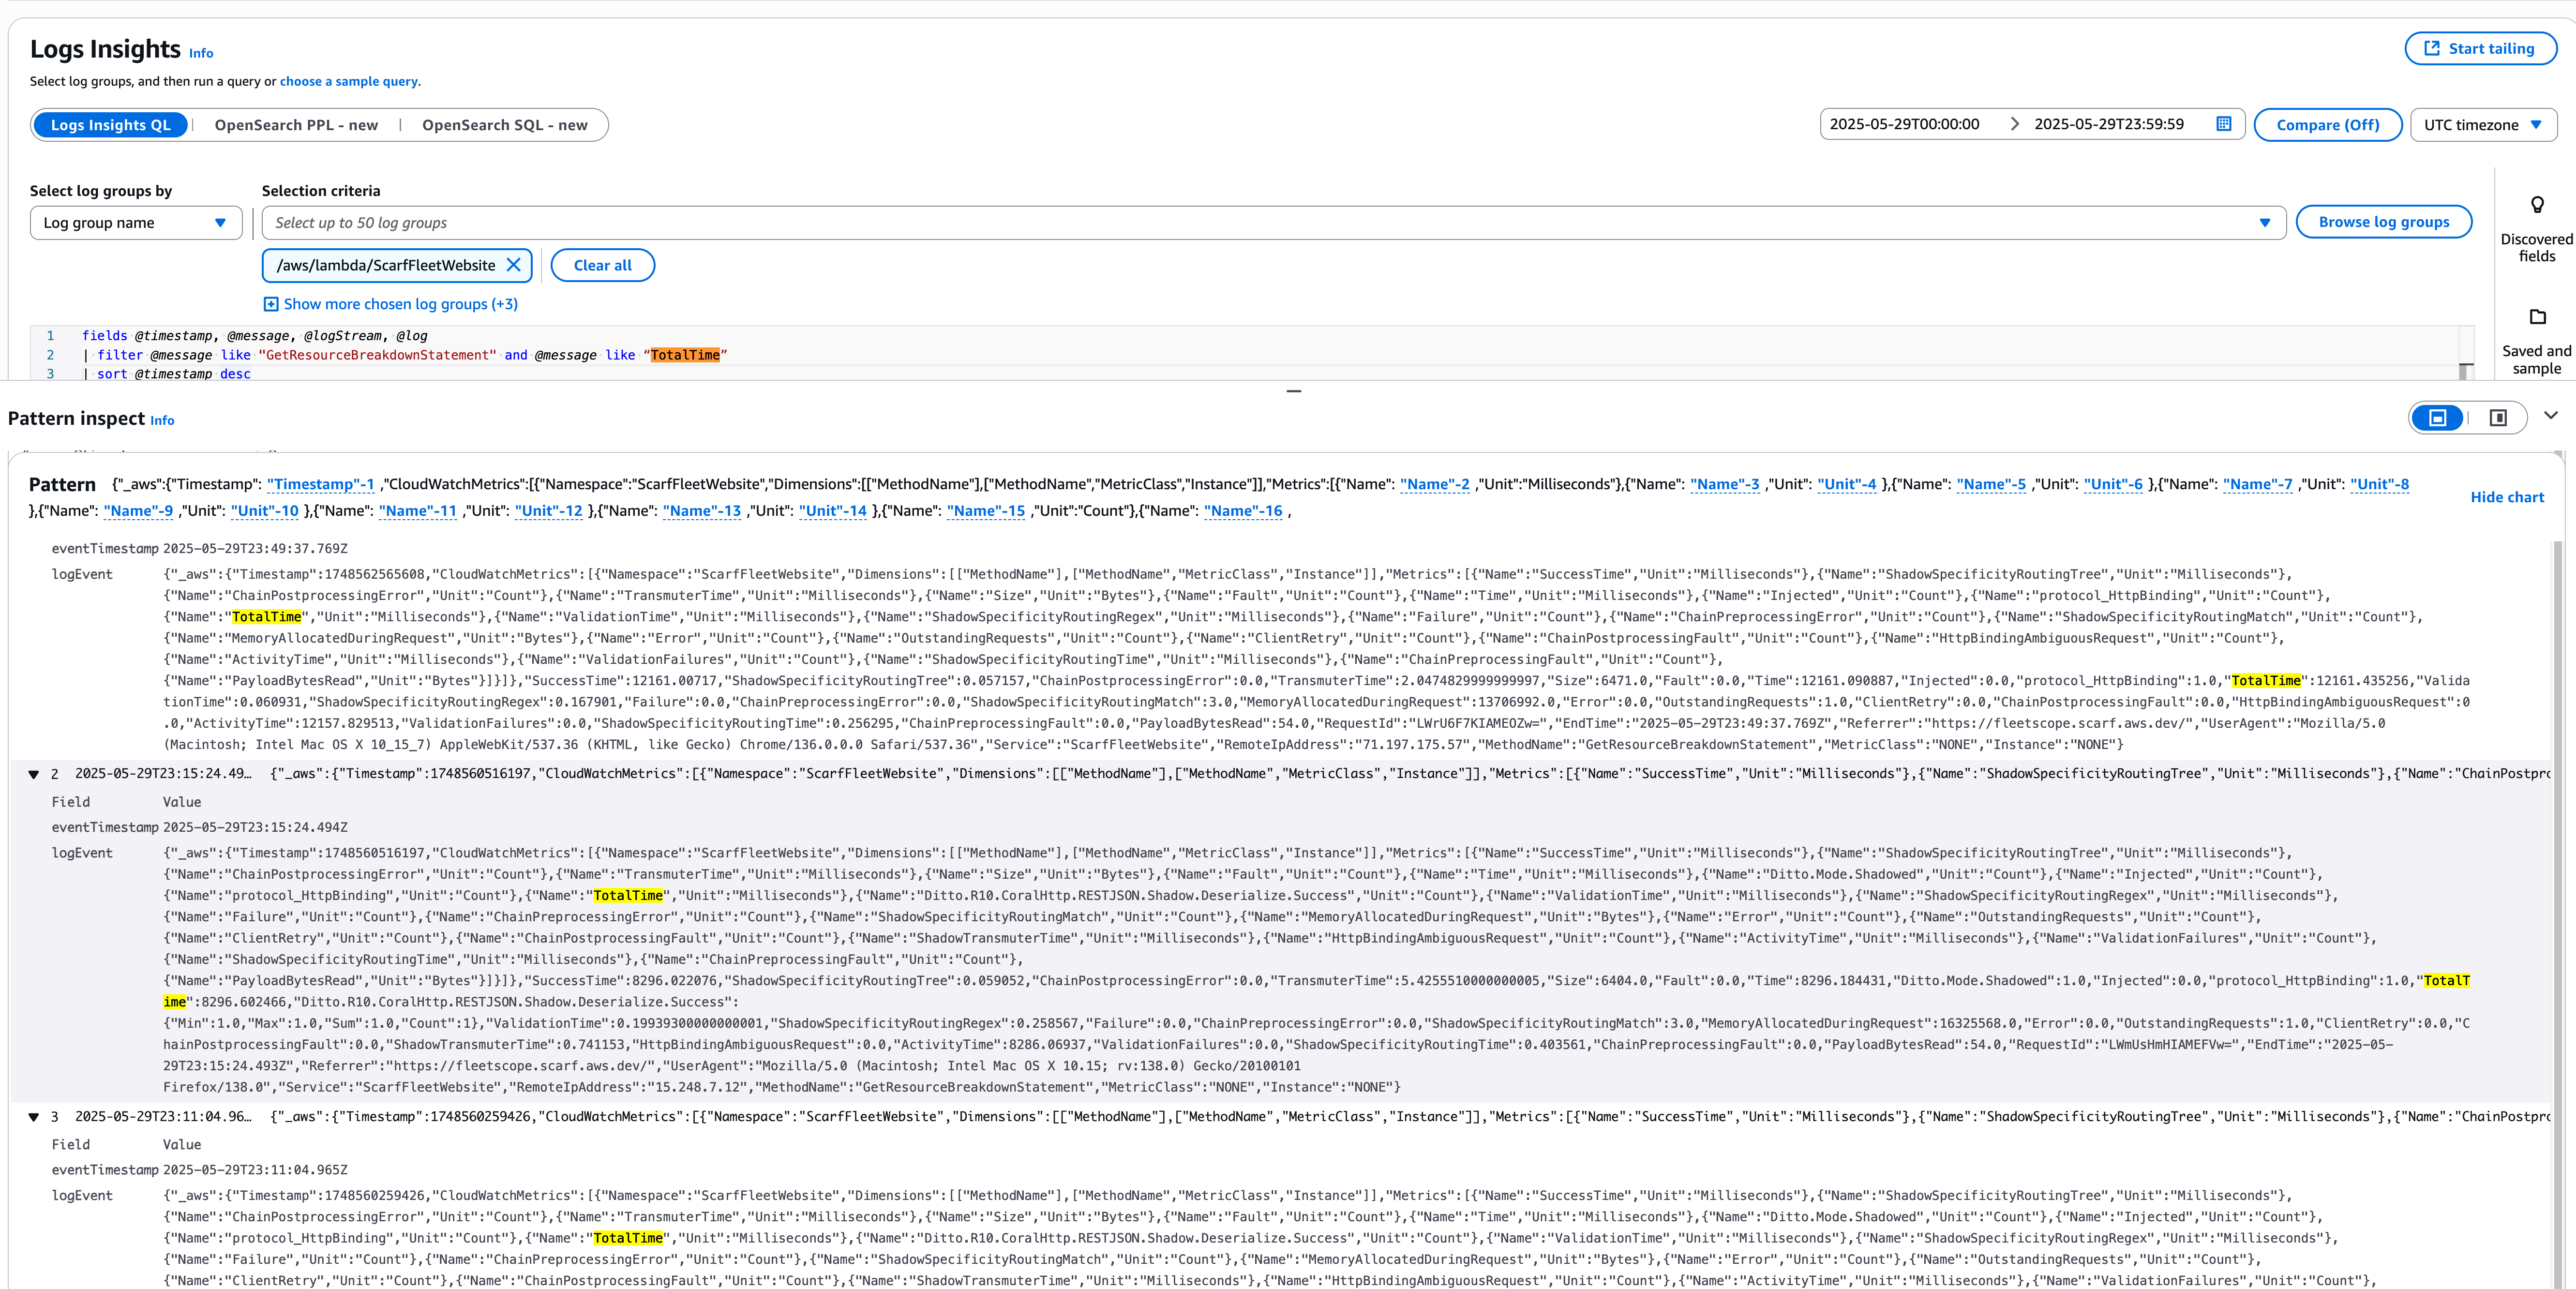 Logs Insights Info
Start tailing
Select log groups, and then run a query or choose a sample query.
Logs Insights QL | OpenSearch PPL - new | OpenSearch SQL - new
2025-05-29T00:00:00 > 2025-05-29T23:59:59
Compare (Off)
UTC timezone
Select log groups by
Selection criteria
Log group name
Select up to 50 log groups
Browse log groups
Discovered
fields
/aws/lambda/ScarfFleetWebsite
Clear all
Show more chosen log groups (+3)
Saved and
sample
1 fields @timestamp, @message, @logStream, @log
2 | filter @message like "GetResourceBreakdownStatement" and @message like “TotalTime”
3 | sort @timestamp desc
Pattern inspect Info
Pattern {"_aws":{"Timestamp": "Timestamp"-1 ,"CloudWatchMetrics":[{"Namespace":"ScarfFleetWebsite","Dimensions":[["MethodName"],["MethodName","MetricClass","Instance"]],"Metrics":[{"Name": "Name"-2 ,"Unit":"Milliseconds"},{"Name": "Name"-3 ,"Unit": "Unit"-4 },{"Name": "Name"-5 ,"Unit": "Unit"-6 },{"Name": "Name"-7 ,"Unit": "Unit"-8
},{"Name": "Name"-9 ,"Unit": "Unit"-10 },{"Name": "Name"-11 ,"Unit": "Unit"-12 },{"Name": "Name"-13 ,"Unit": "Unit"-14 },{"Name": "Name"-15 ,"Unit":"Count"},{"Name": "Name"-16 ,
Hide chart
eventTimestamp 2025-05-29T23:49:37.769Z
logEvent {"_aws":{"Timestamp":1748562565608,"CloudWatchMetrics":[{"Namespace":"ScarfFleetWebsite","Dimensions":[["MethodName"],["MethodName","MetricClass","Instance"]],"Metrics":[{"Name":"SuccessTime","Unit":"Milliseconds"},{"Name":"ShadowSpecificityRoutingTree","Unit":"Milliseconds"},
{"Name":"ChainPostprocessingError","Unit":"Count"},{"Name":"TransmuterTime","Unit":"Milliseconds"},{"Name":"Size","Unit":"Bytes"},{"Name":"Fault","Unit":"Count"},{"Name":"Time","Unit":"Milliseconds"},{"Name":"Injected","Unit":"Count"},{"Name":"protocol_HttpBinding","Unit":"Count"},
{"Name":"TotalTime","Unit":"Milliseconds"},{"Name":"ValidationTime","Unit":"Milliseconds"},{"Name":"ShadowSpecificityRoutingRegex","Unit":"Milliseconds"},{"Name":"Failure","Unit":"Count"},{"Name":"ChainPreprocessingError","Unit":"Count"},{"Name":"ShadowSpecificityRoutingMatch","Unit":"Count"},
{"Name":"MemoryAllocatedDuringRequest","Unit":"Bytes"},{"Name":"Error","Unit":"Count"},{"Name":"OutstandingRequests","Unit":"Count"},{"Name":"ClientRetry","Unit":"Count"},{"Name":"ChainPostprocessingFault","Unit":"Count"},{"Name":"HttpBindingAmbiguousRequest","Unit":"Count"},
{"Name":"ActivityTime","Unit":"Milliseconds"},{"Name":"ValidationFailures","Unit":"Count"},{"Name":"ShadowSpecificityRoutingTime","Unit":"Milliseconds"},{"Name":"ChainPreprocessingFault","Unit":"Count"},
{"Name":"PayloadBytesRead","Unit":"Bytes"}]}]},"SuccessTime":12161.00717,"ShadowSpecificityRoutingTree":0.057157,"ChainPostprocessingError":0.0,"TransmuterTime":2.0474829999999997,"Size":6471.0,"Fault":0.0,"Time":12161.090887,"Injected":0.0,"protocol_HttpBinding":1.0,"TotalTime":12161.435256,"Valida
tionTime":0.060931,"ShadowSpecificityRoutingRegex":0.167901,"Failure":0.0,"ChainPreprocessingError":0.0,"ShadowSpecificityRoutingMatch":3.0,"MemoryAllocatedDuringRequest":13706992.0,"Error":0.0,"OutstandingRequests":1.0,"ClientRetry":0.0,"ChainPostprocessingFault":0.0,"HttpBindingAmbiguousRequest":0
.0,"ActivityTime":12157.829513,"ValidationFailures":0.0,"ShadowSpecificityRoutingTime":0.256295,"ChainPreprocessingFault":0.0,"PayloadBytesRead":54.0,"RequestId":"LWrU6F7KIAMEOZw=","EndTime":"2025-05-29T23:49:37.769Z","Referrer":"https://fleetscope.scarf.aws.dev/","UserAgent":"Mozilla/5.0
(Macintosh; Intel Mac OS X 10_15_7) AppleWebKit/537.36 (KHTML, like Gecko) Chrome/136.0.0.0 Safari/537.36","Service":"ScarfFleetWebsite","RemoteIpAddress":"71.197.175.57","MethodName":"GetResourceBreakdownStatement","MetricClass":"NONE","Instance":"NONE"}
2 2025-05-29T23:15:24.49… {"_aws":{"Timestamp":1748560516197,"CloudWatchMetrics":[{"Namespace":"ScarfFleetWebsite","Dimensions":[["MethodName"],["MethodName","MetricClass","Instance"]],"Metrics":[{"Name":"SuccessTime","Unit":"Milliseconds"},{"Name":"ShadowSpecificityRoutingTree","Unit":"Milliseconds"},{"Name":"ChainPostpro
Field Value
eventTimestamp 2025-05-29T23:15:24.494Z
logEvent {"_aws":{"Timestamp":1748560516197,"CloudWatchMetrics":[{"Namespace":"ScarfFleetWebsite","Dimensions":[["MethodName"],["MethodName","MetricClass","Instance"]],"Metrics":[{"Name":"SuccessTime","Unit":"Milliseconds"},{"Name":"ShadowSpecificityRoutingTree","Unit":"Milliseconds"},
{"Name":"ChainPostprocessingError","Unit":"Count"},{"Name":"TransmuterTime","Unit":"Milliseconds"},{"Name":"Size","Unit":"Bytes"},{"Name":"Fault","Unit":"Count"},{"Name":"Time","Unit":"Milliseconds"},{"Name":"Ditto.Mode.Shadowed","Unit":"Count"},{"Name":"Injected","Unit":"Count"},
{"Name":"protocol_HttpBinding","Unit":"Count"},{"Name":"TotalTime","Unit":"Milliseconds"},{"Name":"Ditto.R10.CoralHttp.RESTJSON.Shadow.Deserialize.Success","Unit":"Count"},{"Name":"ValidationTime","Unit":"Milliseconds"},{"Name":"ShadowSpecificityRoutingRegex","Unit":"Milliseconds"},
{"Name":"Failure","Unit":"Count"},{"Name":"ChainPreprocessingError","Unit":"Count"},{"Name":"ShadowSpecificityRoutingMatch","Unit":"Count"},{"Name":"MemoryAllocatedDuringRequest","Unit":"Bytes"},{"Name":"Error","Unit":"Count"},{"Name":"OutstandingRequests","Unit":"Count"},
{"Name":"ClientRetry","Unit":"Count"},{"Name":"ChainPostprocessingFault","Unit":"Count"},{"Name":"ShadowTransmuterTime","Unit":"Milliseconds"},{"Name":"HttpBindingAmbiguousRequest","Unit":"Count"},{"Name":"ActivityTime","Unit":"Milliseconds"},{"Name":"ValidationFailures","Unit":"Count"},
{"Name":"ShadowSpecificityRoutingTime","Unit":"Milliseconds"},{"Name":"ChainPreprocessingFault","Unit":"Count"},
{"Name":"PayloadBytesRead","Unit":"Bytes"}]}]},"SuccessTime":8296.022076,"ShadowSpecificityRoutingTree":0.059052,"ChainPostprocessingError":0.0,"TransmuterTime":5.4255510000000005,"Size":6404.0,"Fault":0.0,"Time":8296.184431,"Ditto.Mode.Shadowed":1.0,"Injected":0.0,"protocol_HttpBinding":1.0,"TotalT
ime":8296.602466,"Ditto.R10.CoralHttp.RESTJSON.Shadow.Deserialize.Success":
{"Min":1.0,"Max":1.0,"Sum":1.0,"Count":1},"ValidationTime":0.19939300000000001,"ShadowSpecificityRoutingRegex":0.258567,"Failure":0.0,"ChainPreprocessingError":0.0,"ShadowSpecificityRoutingMatch":3.0,"MemoryAllocatedDuringRequest":16325568.0,"Error":0.0,"OutstandingRequests":1.0,"ClientRetry":0.0,"C
hainPostprocessingFault":0.0,"ShadowTransmuterTime":0.741153,"HttpBindingAmbiguousRequest":0.0,"ActivityTime":8286.06937,"ValidationFailures":0.0,"ShadowSpecificityRoutingTime":0.403561,"ChainPreprocessingFault":0.0,"PayloadBytesRead":54.0,"RequestId":"LWmUsHmHIAMEFVw=","EndTime":"2025-05-
29T23:15:24.493Z","Referrer":"https://fleetscope.scarf.aws.dev/","UserAgent":"Mozilla/5.0 (Macintosh; Intel Mac OS X 10.15; rv:138.0) Gecko/20100101
Firefox/138.0","Service":"ScarfFleetWebsite","RemoteIpAddress":"15.248.7.12","MethodName":"GetResourceBreakdownStatement","MetricClass":"NONE","Instance":"NONE"}
3 2025-05-29T23:11:04.96… {"_aws":{"Timestamp":1748560259426,"CloudWatchMetrics":[{"Namespace":"ScarfFleetWebsite","Dimensions":[["MethodName"],["MethodName","MetricClass","Instance"]],"Metrics":[{"Name":"SuccessTime","Unit":"Milliseconds"},{"Name":"ShadowSpecificityRoutingTree","Unit":"Milliseconds"},{"Name":"ChainPostpro
Field Value
eventTimestamp 2025-05-29T23:11:04.965Z
logEvent {"_aws":{"Timestamp":1748560259426,"CloudWatchMetrics":[{"Namespace":"ScarfFleetWebsite","Dimensions":[["MethodName"],["MethodName","MetricClass","Instance"]],"Metrics":[{"Name":"SuccessTime","Unit":"Milliseconds"},{"Name":"ShadowSpecificityRoutingTree","Unit":"Milliseconds"},
{"Name":"ChainPostprocessingError","Unit":"Count"},{"Name":"TransmuterTime","Unit":"Milliseconds"},{"Name":"Size","Unit":"Bytes"},{"Name":"Fault","Unit":"Count"},{"Name":"Time","Unit":"Milliseconds"},{"Name":"Ditto.Mode.Shadowed","Unit":"Count"},{"Name":"Injected","Unit":"Count"},
{"Name":"protocol_HttpBinding","Unit":"Count"},{"Name":"TotalTime","Unit":"Milliseconds"},{"Name":"Ditto.R10.CoralHttp.RESTJSON.Shadow.Deserialize.Success","Unit":"Count"},{"Name":"ValidationTime","Unit":"Milliseconds"},{"Name":"ShadowSpecificityRoutingRegex","Unit":"Milliseconds"},
{"Name":"Failure","Unit":"Count"},{"Name":"ChainPreprocessingError","Unit":"Count"},{"Name":"ShadowSpecificityRoutingMatch","Unit":"Count"},{"Name":"MemoryAllocatedDuringRequest","Unit":"Bytes"},{"Name":"Error","Unit":"Count"},{"Name":"OutstandingRequests","Unit":"Count"},
{"Name":"ClientRetry","Unit":"Count"},{"Name":"ChainPostprocessingFault","Unit":"Count"},{"Name":"ShadowTransmuterTime","Unit":"Milliseconds"},{"Name":"HttpBindingAmbiguousRequest","Unit":"Count"},{"Name":"ActivityTime","Unit":"Milliseconds"},{"Name":"ValidationFailures","Unit":"Count"},